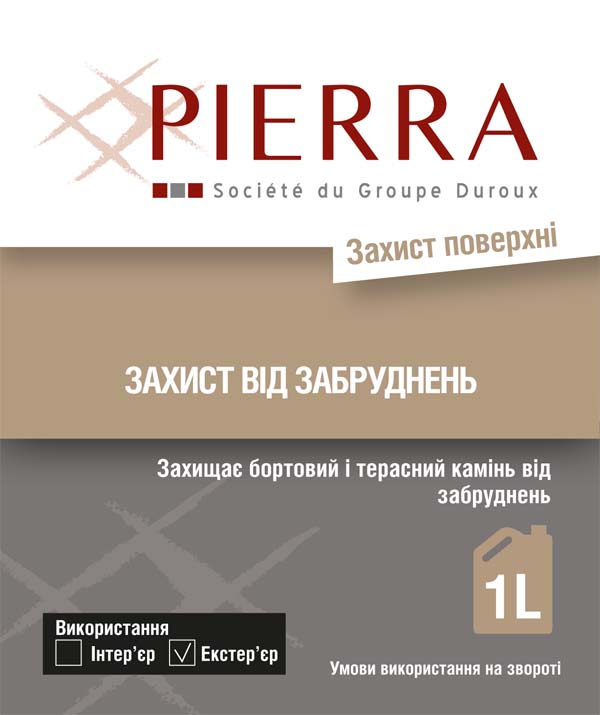 PIERRA
Société du Groupe Duroux
Захист поверхні
ЗАХИСТ ВІД ЗАБРУДНЕНЬ
Захищає бортовий і терасний камінь від
забруднень
1L
Використання
Інтер’єр Екстер’єр
Умови використання на звороті